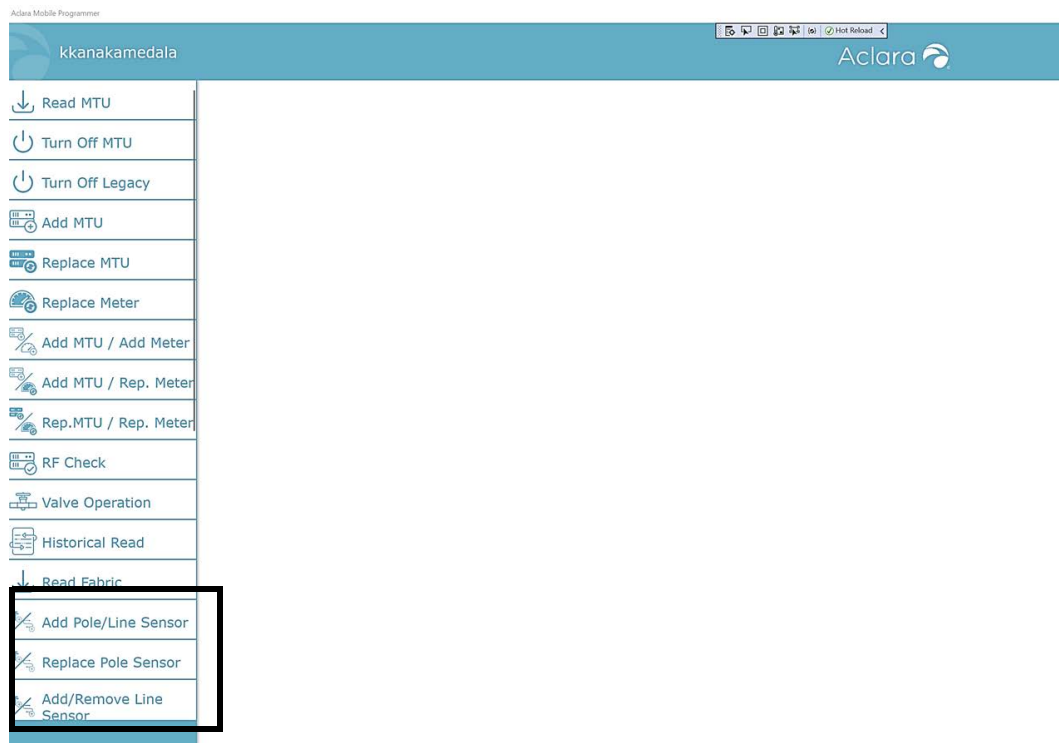 Aclara Mobile Programmer
kkanakamedala
Hot Reload
Aclara
Read MTU
Turn Off MTU
Turn Off Legacy
Add MTU
Replace MTU
Replace Meter
Add MTU / Add Meter
Add MTU / Rep. Meter
Rep.MTU / Rep. Meter
RF Check
Valve Operation
Historical Read
Read Fabric
Add Pole/Line Sensor
Replace Pole Sensor
Add/Remove Line
Sensor